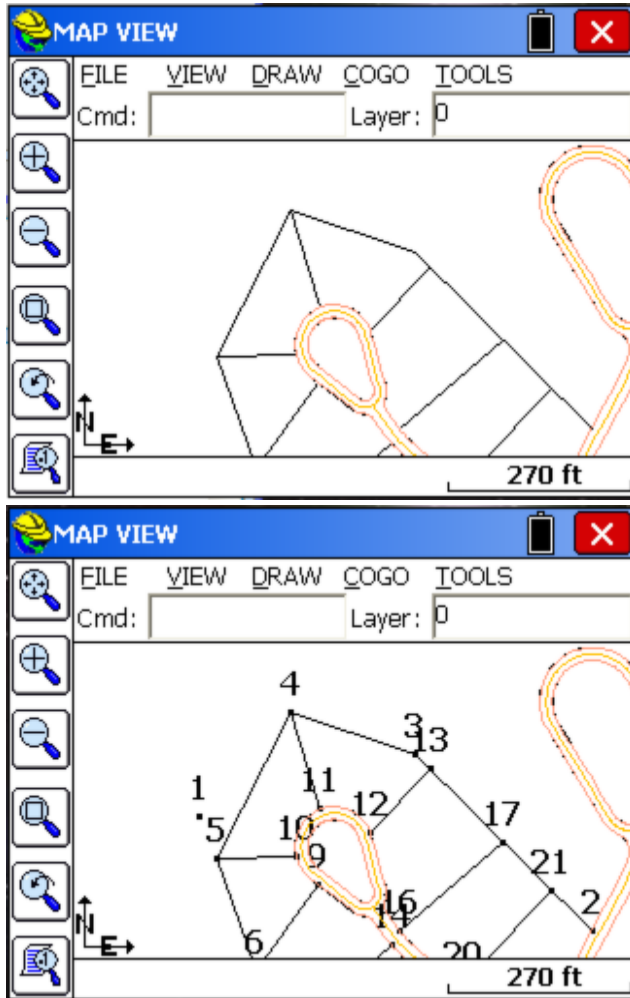 MAP VIEW
FILE VIEW DRAW COGO TOOLS
Cmd: Layer: 0
N
E
270 ft
MAP VIEW
FILE VIEW DRAW COGO TOOLS
Cmd: Layer: 0
4
3 13
11
1 12 17
5 10
9 21
16 2
14
6 20
N
E
270 ft